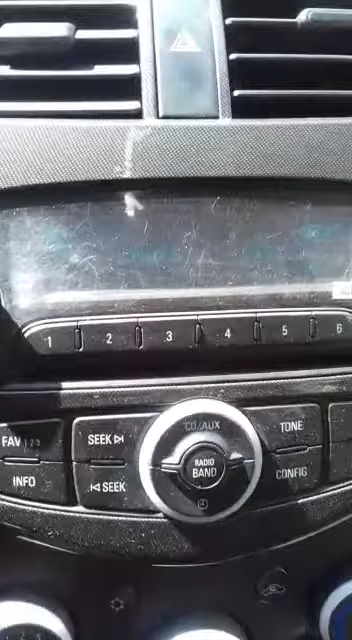 1 2 3 4 5 6
CD/AUX
FAV 1-2-3 SEEK TONE
RADIO
BAND
INFO SEEK CONFIG